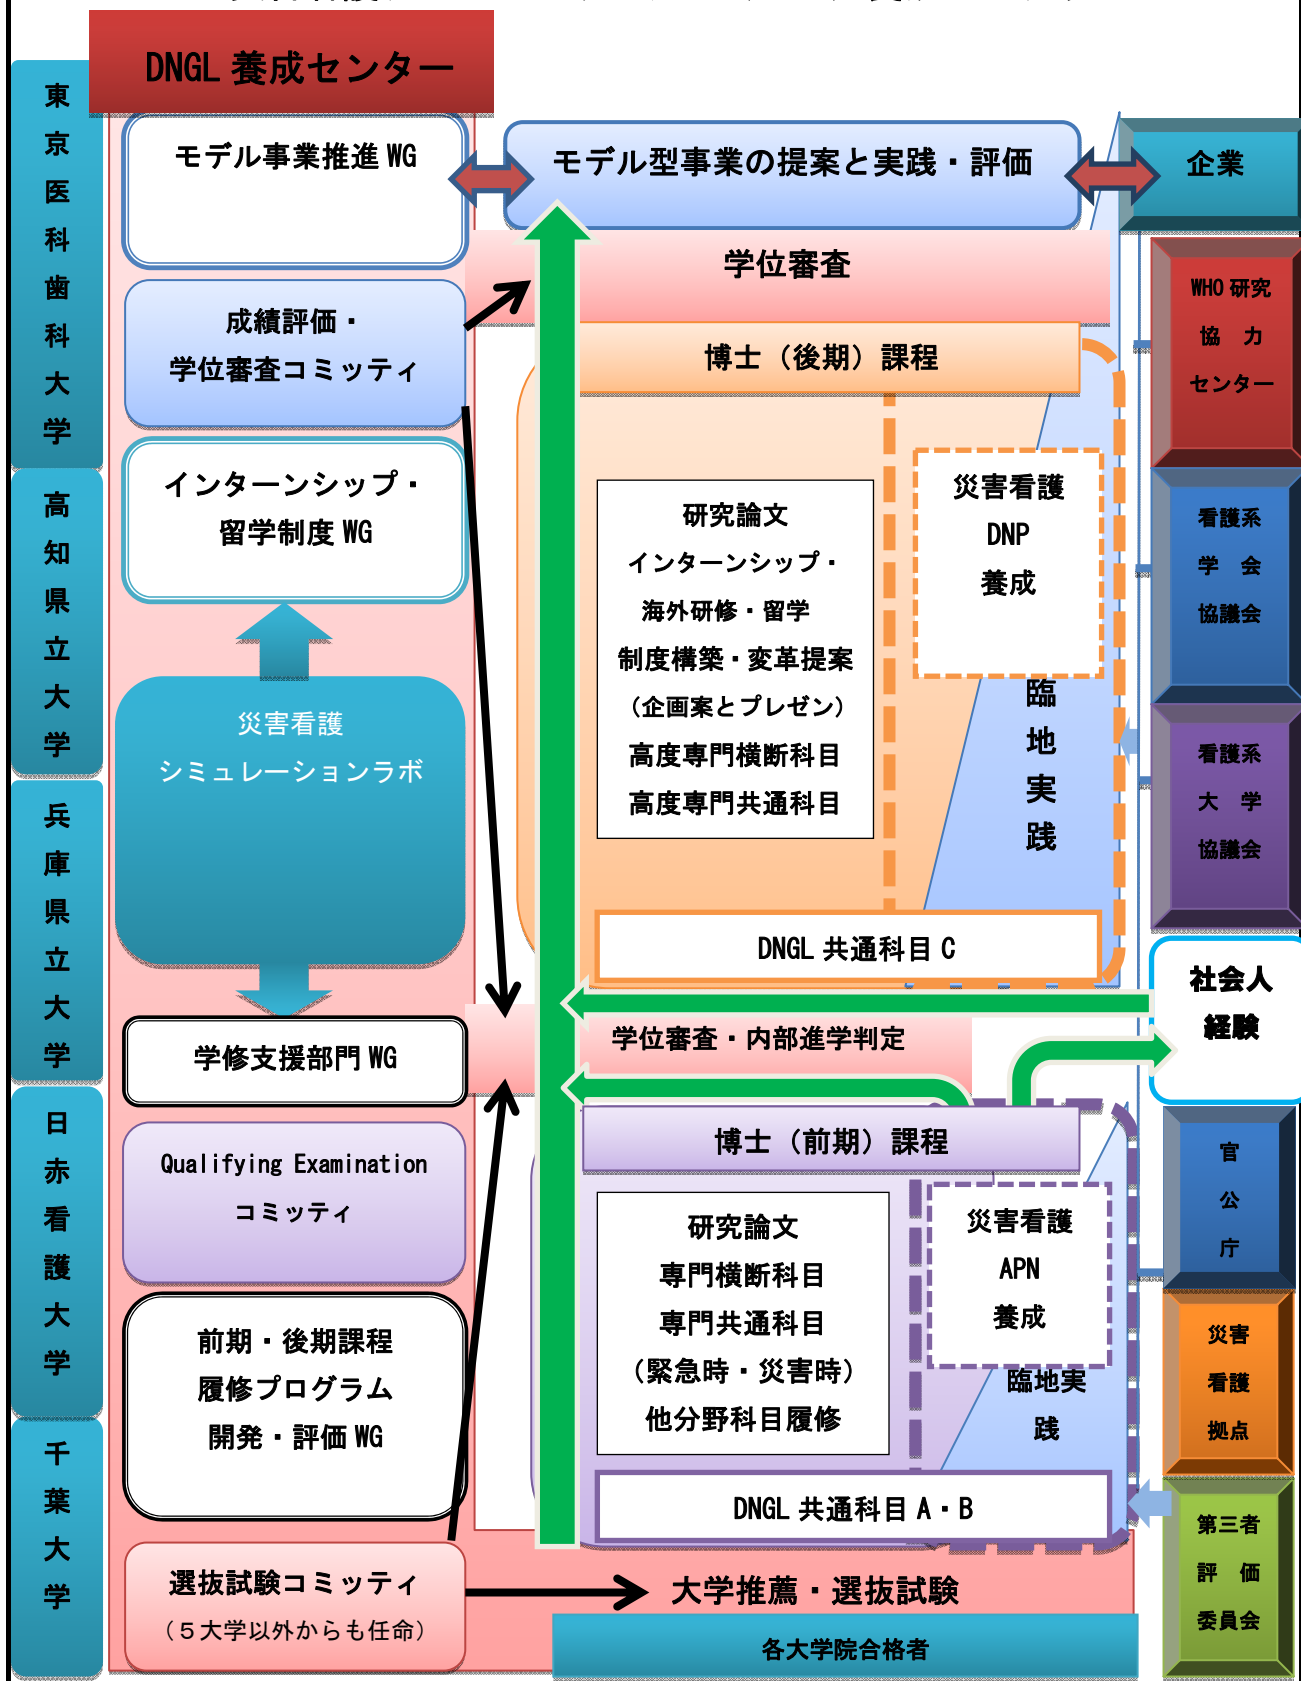 DNGL 養成センター
東京医科歯科大学
高知県立大学
兵庫県立大学
日赤看護大学
千葉大学
モデル事業推進 WG
成績評価・
学位審査コミッティ
インターンシップ・
留学制度 WG
災害看護
シミュレーションラボ
学修支援部門 WG
Qualifying Examination
コミッティ
前期・後期課程
履修プログラム
開発・評価 WG
選抜試験コミッティ
（５大学以外からも任命）
モデル型事業の提案と実践・評価
学位審査
博士（後期）課程
研究論文
インターンシップ・
海外研修・留学
制度構築・変革提案
（企画案とプレゼン）
高度専門横断科目
高度専門共通科目
災害看護
DNP
養成
臨地実践
DNGL 共通科目 C
学位審査・内部進学判定
博士（前期）課程
研究論文
専門横断科目
専門共通科目
（緊急時・災害時）
他分野科目履修
災害看護
APN
養成
臨地実
践
DNGL 共通科目 A・B
大学推薦・選抜試験
各大学院合格者
企業
WHO 研究
協　力
センター
看護系
学　会
協議会
看護系
大　学
協議会
社会人
経験
官
公
庁
災害
看護
拠点
第三者
評　価
委員会